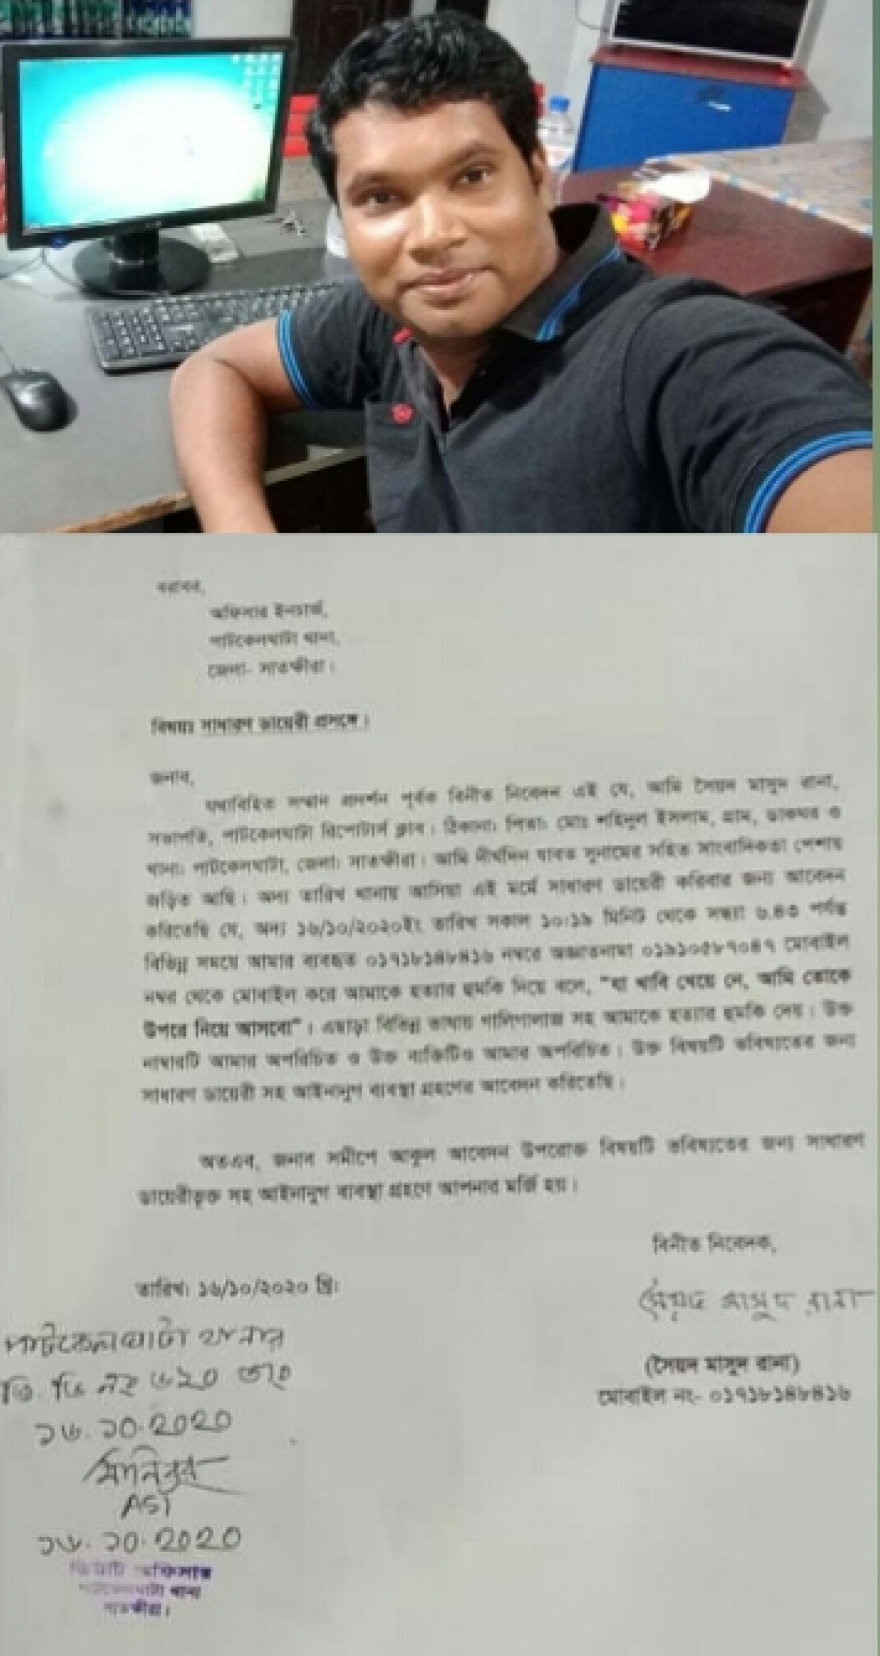 বরাবর,
অফিসার ইনচার্জ,
পাটকেলঘাটা থানা,
জেলা- সাতক্ষীরা।
বিষয়ঃ সাধারণ ডায়েরী প্রসঙ্গে।
জনাব,
যথাবিহিত সম্মান প্রদর্শন পূর্বক বিনীত নিবেদন এই যে, আমি সৈয়দ মাসুদ রানা,
সভাপতি, পাটকেলঘাটা রিপোর্টার্স ক্লাব। ঠিকানা: পিতা: মোঃ শহিদুল ইসলাম, গ্রাম, ডাকঘর ও
থানা: পাটকেলঘাটা, জেলা: সাতক্ষীরা। আমি দীর্ঘদিন যাবত সুনামের সহিত সাংবাদিকতা পেশায়
জড়িত আছি। অদ্য তারিখ থানায় আসিয়া এই মর্মে সাধারণ ডায়েরী করিবার জন্য আবেদন
করিতেছি যে, অদ্য ১৬/১০/২০২০ইং তারিখ সকাল ১০:১৯ মিনিট থেকে সন্ধ্যা ৬.৪৩ পর্যন্ত
বিভিন্ন সময়ে আমার ব্যবহৃত ০১৭১৮১৪৮৪১৬ নম্বরে অজ্ঞাতনামা ০১৯১০৫৮৭০৪৭ মোবাইল
নম্বর থেকে মোবাইল করে আমাকে হত্যার হুমকি দিয়ে বলে, "যা খাবি খেয়ে নে, আমি তোকে
উপরে নিয়ে আসবো"। এছাড়া বিভিন্ন ভাষায় গালিগালাজ সহ আমাকে হত্যার হুমকি দেয়। উক্ত
নাম্বারটি আমার অপরিচিত ও উক্ত ব্যক্তিটিও আমার অপরিচিত। উক্ত বিষয়টি ভবিষ্যতের জন্য
সাধারণ ডায়েরী সহ আইনানুগ ব্যবস্থা গ্রহণের আবেদন করিতেছি।
অতএব, জনাব সমীপে আকুল আবেদন উপরোক্ত বিষয়টি ভবিষ্যতের জন্য সাধারণ
ডায়েরীভুক্ত সহ আইনানুগ ব্যবস্থা গ্রহণে আপনার মর্জি হয়।
বিনীত নিবেদক,
তারিখ: ১৬/১০/২০২০ খ্রি:
সৈয়দ মাসুদ রানা
(সৈয়দ মাসুদ রানা)
মোবাইল নং- ০১৭১৮১৪৮৪১৬
পাটকেলঘাটা থানার
জি. ডি নং ৬২০ তাং
১৬.১০.২০২০
ASI
১৬.১০.২০২০
ডিউটি অফিসার
পাটকেলঘাটা থানা
সাতক্ষীরা।